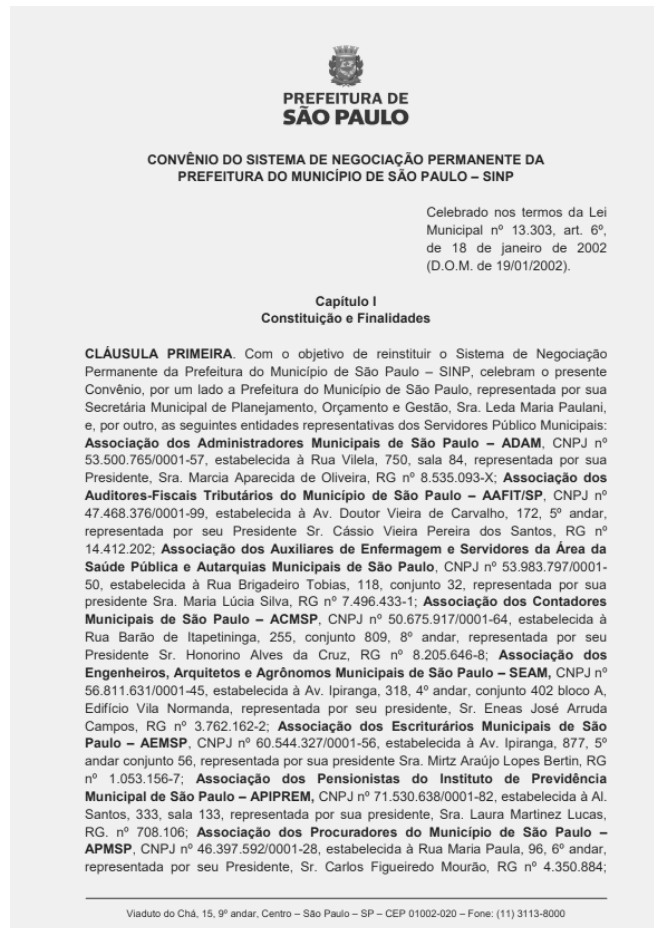 PREFEITURA DE
SÃO PAULO
CONVÊNIO DO SISTEMA DE NEGOCIAÇÃO PERMANENTE DA
PREFEITURA DO MUNICÍPIO DE SÃO PAULO – SINP
Celebrado nos termos da Lei
Municipal nº 13.303, art. 6º,
de 18 de janeiro de 2002
(D.O.M. de 19/01/2002).
Capítulo I
Constituição e Finalidades
CLÁUSULA PRIMEIRA. Com o objetivo de reinstituir o Sistema de Negociação
Permanente da Prefeitura do Município de São Paulo – SINP, celebram o presente
Convênio, por um lado a Prefeitura do Município de São Paulo, representada por sua
Secretária Municipal de Planejamento, Orçamento e Gestão, Sra. Leda Maria Paulani,
e, por outro, as seguintes entidades representativas dos Servidores Público Municipais:
Associação dos Administradores Municipais de São Paulo – ADAM, CNPJ nº
53.500.765/0001-57, estabelecida à Rua Vilela, 750, sala 84, representada por sua
Presidente, Sra. Marcia Aparecida de Oliveira, RG nº 8.535.093-X; Associação dos
Auditores-Fiscais Tributários do Município de São Paulo – AAFIT/SP, CNPJ nº
47.468.376/0001-99, estabelecida à Av. Doutor Vieira de Carvalho, 172, 5º andar,
representada por seu Presidente Sr. Cássio Vieira Pereira dos Santos, RG nº
14.412.202; Associação dos Auxiliares de Enfermagem e Servidores da Área da
Saúde Pública e Autarquias Municipais de São Paulo, CNPJ nº 53.983.797/0001-
50, estabelecida à Rua Brigadeiro Tobias, 118, conjunto 32, representada por sua
presidente Sra. Maria Lúcia Silva, RG nº 7.496.433-1; Associação dos Contadores
Municipais de São Paulo – ACMSP, CNPJ nº 50.675.917/0001-64, estabelecida à
Rua Barão de Itapetininga, 255, conjunto 809, 8º andar, representada por seu
Presidente Sr. Honorino Alves da Cruz, RG nº 8.205.646-8; Associação dos
Engenheiros, Arquitetos e Agrônomos Municipais de São Paulo – SEAM, CNPJ nº
56.811.631/0001-45, estabelecida à Av. Ipiranga, 318, 4º andar, conjunto 402 bloco A,
Edifício Vila Normanda, representada por seu presidente, Sr. Eneas José Arruda
Campos, RG nº 3.762.162-2; Associação dos Escriturários Municipais de São
Paulo – AEMSP, CNPJ nº 60.544.327/0001-56, estabelecida à Av. Ipiranga, 877, 5º
andar conjunto 56, representada por sua presidente Sra. Mirtz Araújo Lopes Bertin, RG
nº 1.053.156-7; Associação dos Pensionistas do Instituto de Previdência
Municipal de São Paulo – APIPREM, CNPJ nº 71.530.638/0001-82, estabelecida à Al.
Santos, 333, sala 133, representada por sua presidente, Sra. Laura Martinez Lucas,
RG. nº 708.106; Associação dos Procuradores do Município de São Paulo –
APMSP, CNPJ nº 46.397.592/0001-28, estabelecida à Rua Maria Paula, 96, 6º andar,
representada por seu Presidente, Sr. Carlos Figueiredo Mourão, RG nº 4.350.884;
Viaduto do Chá, 15, 9º andar, Centro – São Paulo – SP – CEP 01002-020 – Fone: (11) 3113-8000